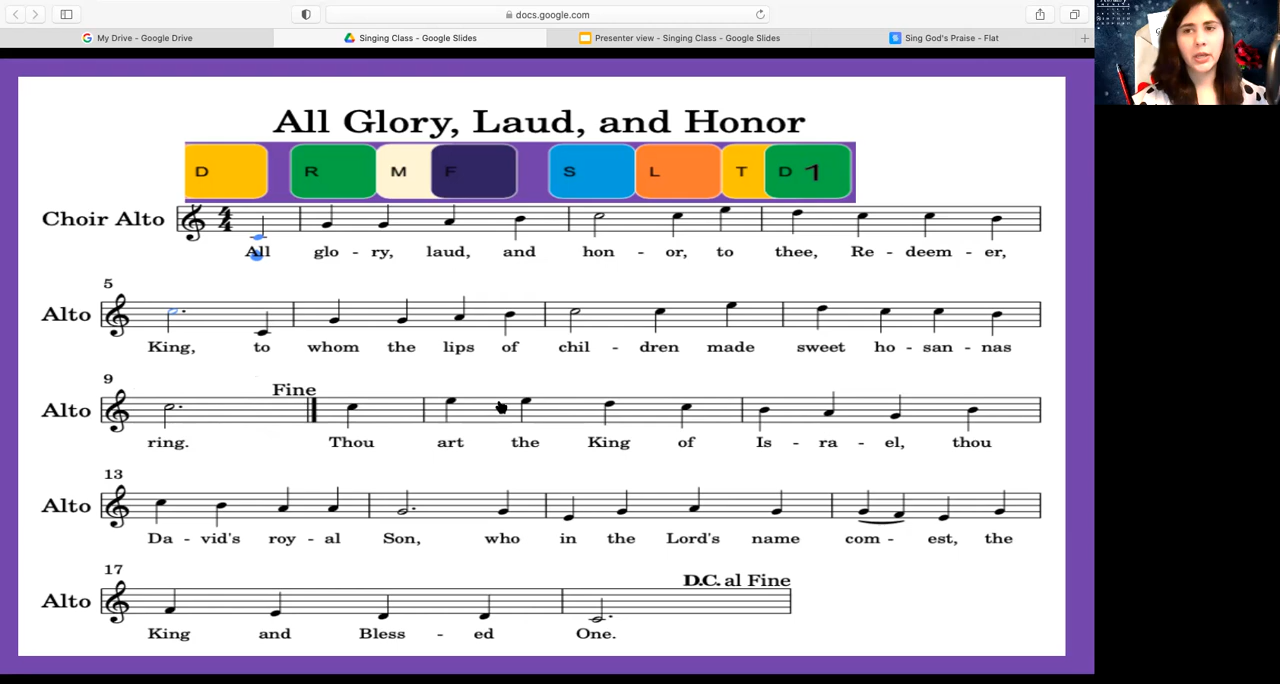 docs.google.com
My Drive - Google Drive
Singing Class - Google Slides
Presenter view - Singing Class - Google Slides
Sing God's Praise - Flat
All Glory, Laud, and Honor
D R M F S L T D 1
Choir Alto
4 4
All glo - ry, laud, and hon - or, to thee, Re - deem - er,
5
Alto
King, to whom the lips of chil - dren made sweet ho - san - nas
9
Fine
Alto
ring. Thou art the King of Is - ra - el, thou
13
Alto
Da - vid's roy - al Son, who in the Lord's name com - est, the
17
D.C. al Fine
Alto
King and Bless - ed One.